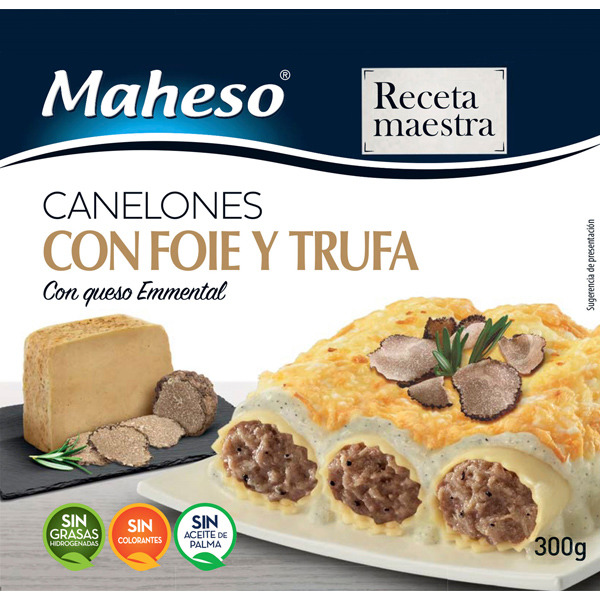 Maheso®
Receta
maestra
CANELONES
CON FOIE Y TRUFA
Con queso Emmental
Sugerencia de presentación
SIN
GRASAS
HIDROGENADAS
SIN
COLORANTES
SIN
ACEITE DE
PALMA
300g